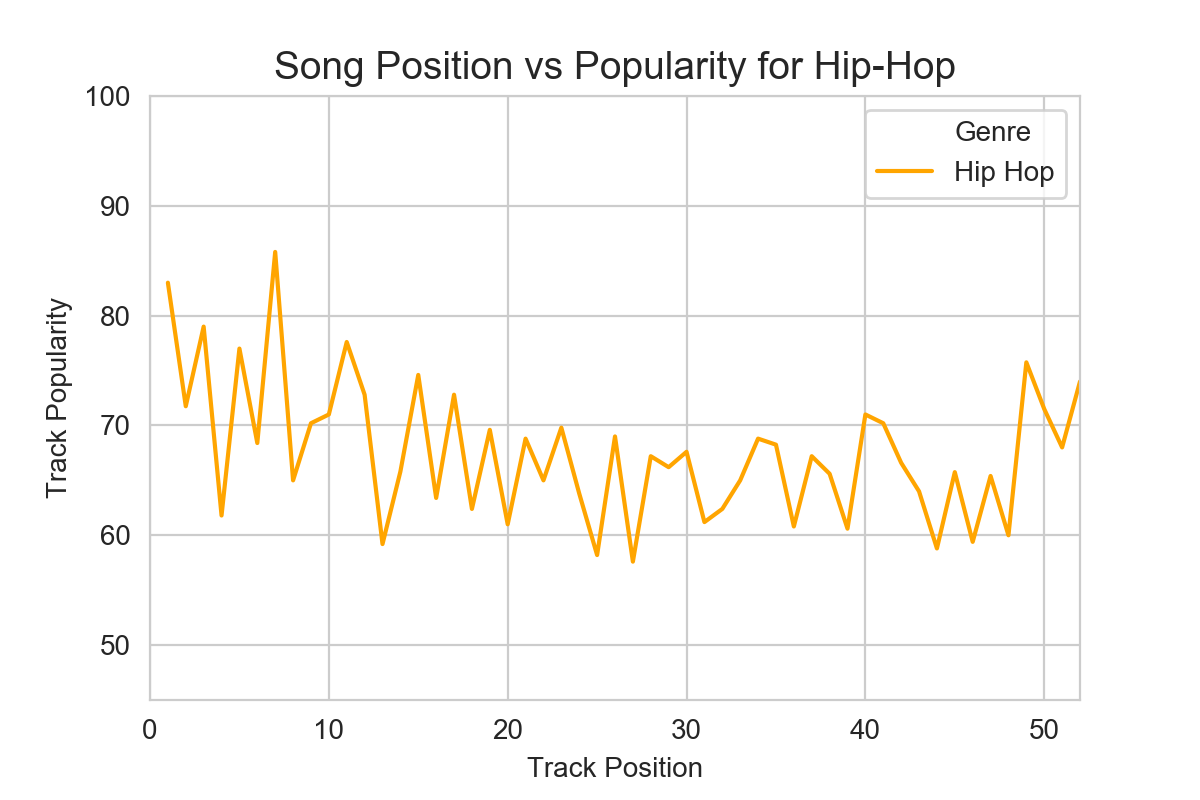 Song Position vs Popularity for Hip-Hop
100
90
80
70
60
50
Track Popularity
Genre
Hip Hop
0 10 20 30 40 50
Track Position